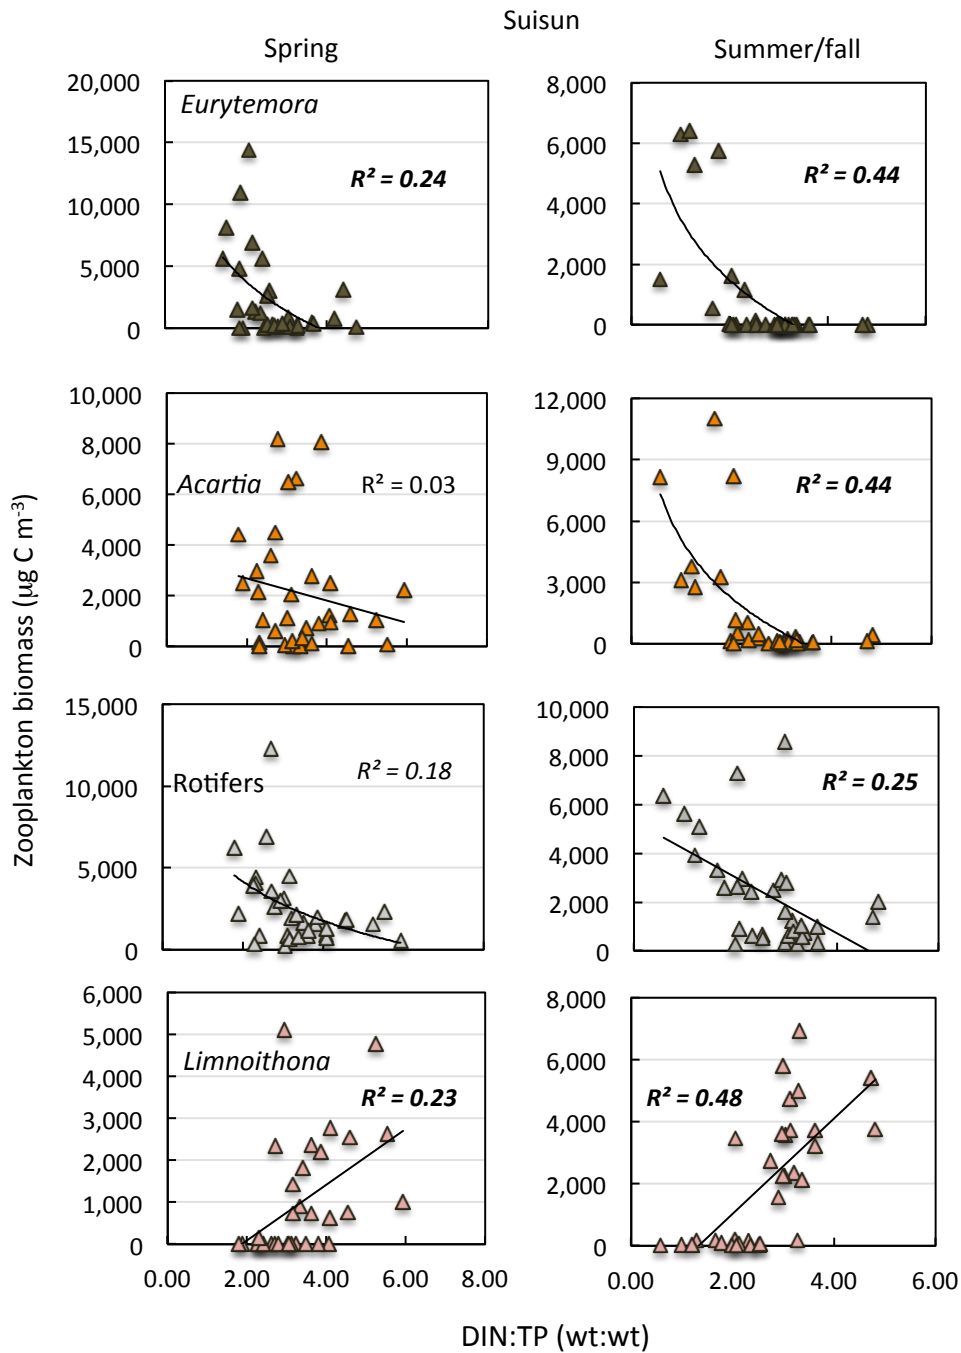 Suisun
Spring
Summer/fall
Zooplankton biomass (µg C m-3)
20,000
15,000
10,000
5,000
0
Eurytemora
R² = 0.24
8,000
6,000
4,000
2,000
0
R² = 0.44
10,000
8,000
6,000
4,000
2,000
0
Acartia
R² = 0.03
12,000
9,000
6,000
3,000
0
R² = 0.44
15,000
10,000
5,000
0
Rotifers
R² = 0.18
10,000
8,000
6,000
4,000
2,000
0
R² = 0.25
6,000
5,000
4,000
3,000
2,000
1,000
0
Limnoithona
R² = 0.23
0.00 2.00 4.00 6.00 8.00
8,000
6,000
4,000
2,000
0
R² = 0.48
0.00 2.00 4.00 6.00
DIN:TP (wt:wt)